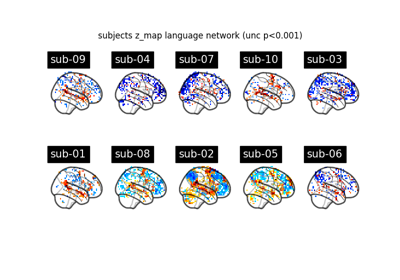 subjects z_map language network (unc p<0.001)
sub-09 sub-04 sub-07 sub-10 sub-03
sub-01 sub-08 sub-02 sub-05 sub-06